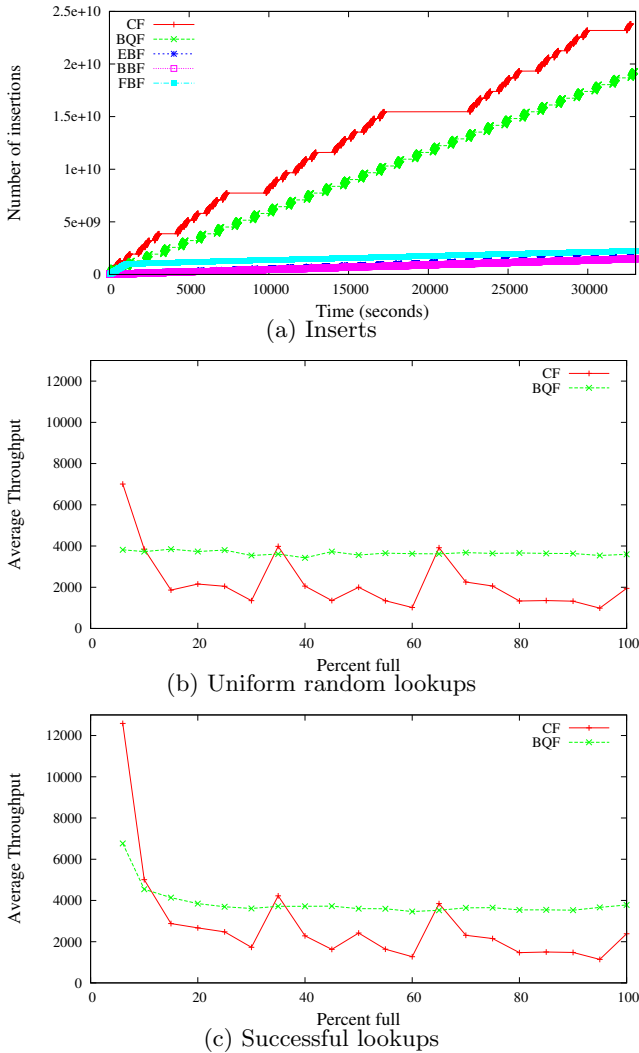 2.5e+10
2e+10
1.5e+10
1e+10
5e+09
0
Number of insertions
CF
BQF
EBF
BBF
FBF
0 5000 10000 15000 20000 25000 30000
Time (seconds)
(a) Inserts
12000
10000
8000
6000
4000
2000
0
Average Throughput
CF
BQF
0 20 40 60 80 100
Percent full
(b) Uniform random lookups
12000
10000
8000
6000
4000
2000
0
Average Throughput
CF
BQF
0 20 40 60 80 100
Percent full
(c) Successful lookups